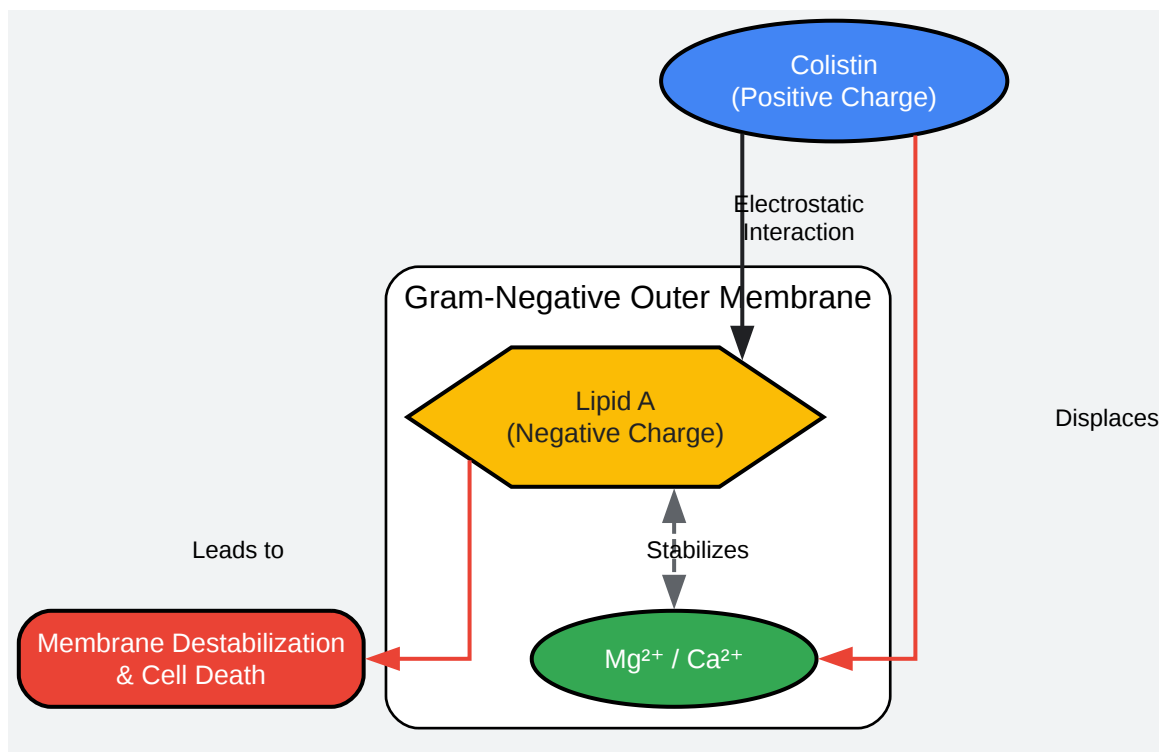 Colistin
(Positive Charge)
Electrostatic
Interaction
Gram-Negative Outer Membrane
Lipid A
(Negative Charge)
Displaces
Leads to
Stabilizes
Membrane Destabilization
& Cell Death
Mg²⁺ / Ca²⁺